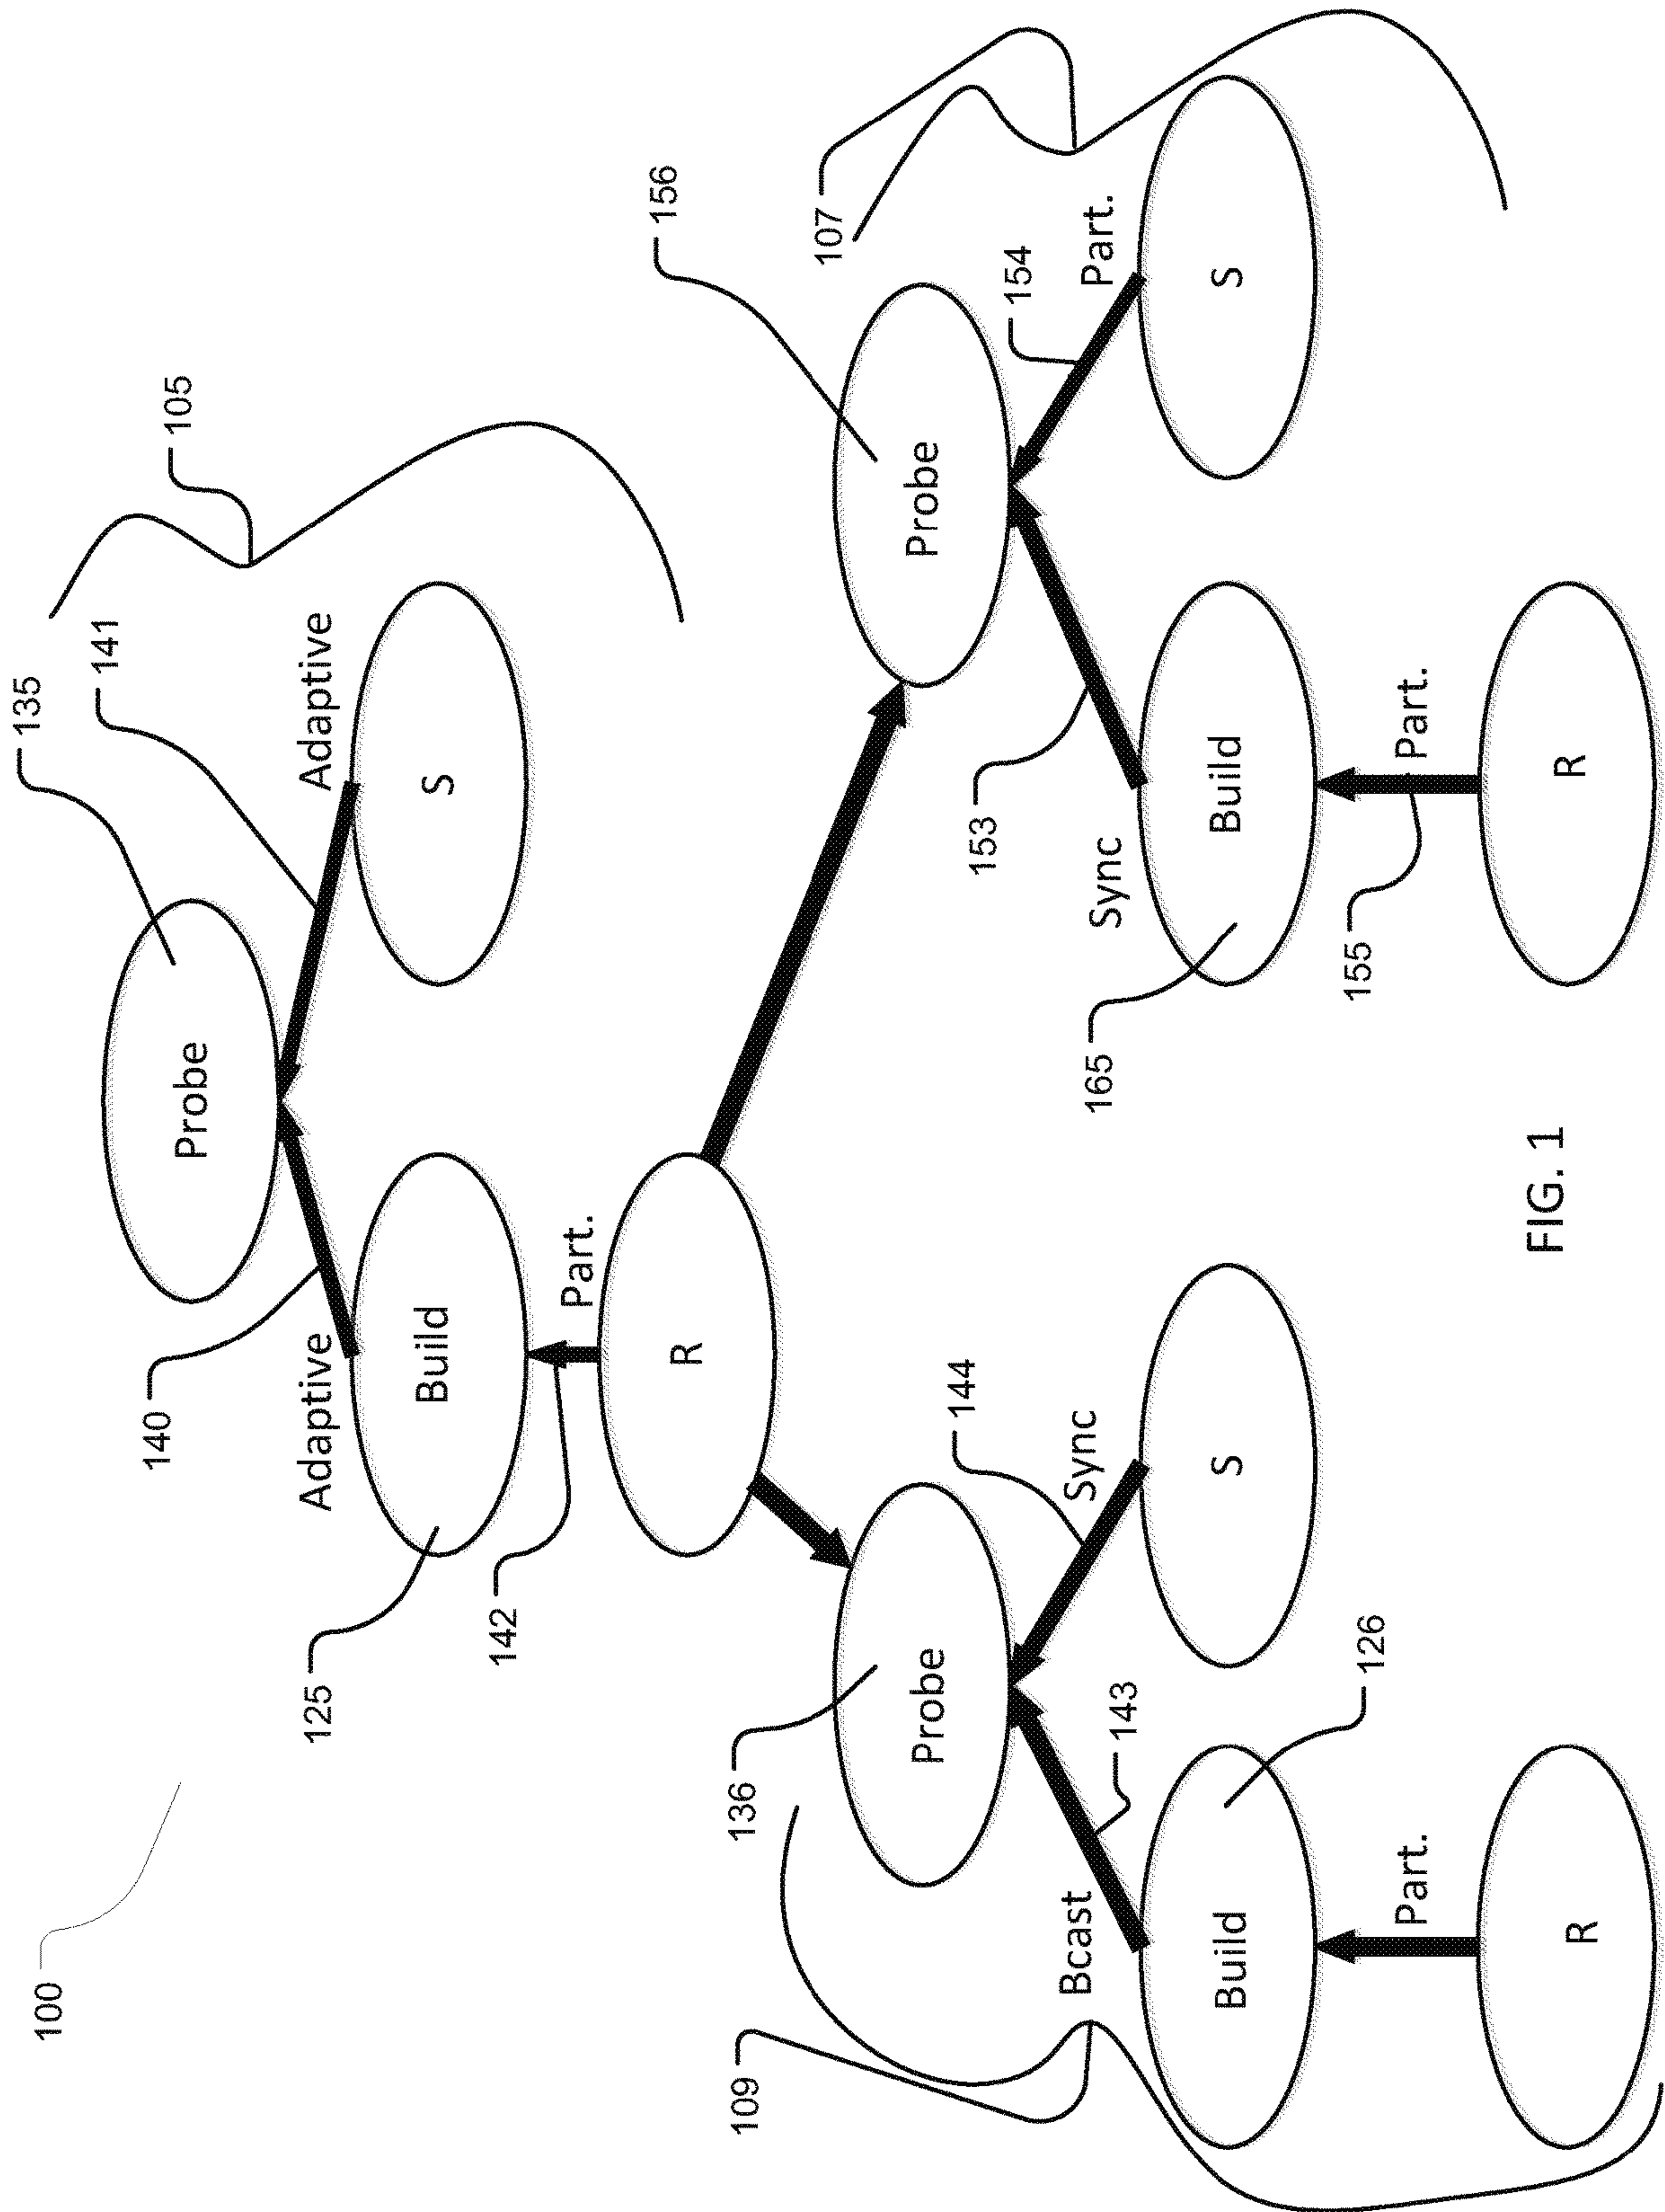 100
135
105
141
Probe
140
Adaptive
Adaptive
125
Build
S
142
Part.
R
156
107
136
Probe
Probe
109
144
154
153
Bcast
Sync
Sync
Part.
143
126
165
Build
S
Build
S
Part.
155
Part.
R
R
FIG. 1